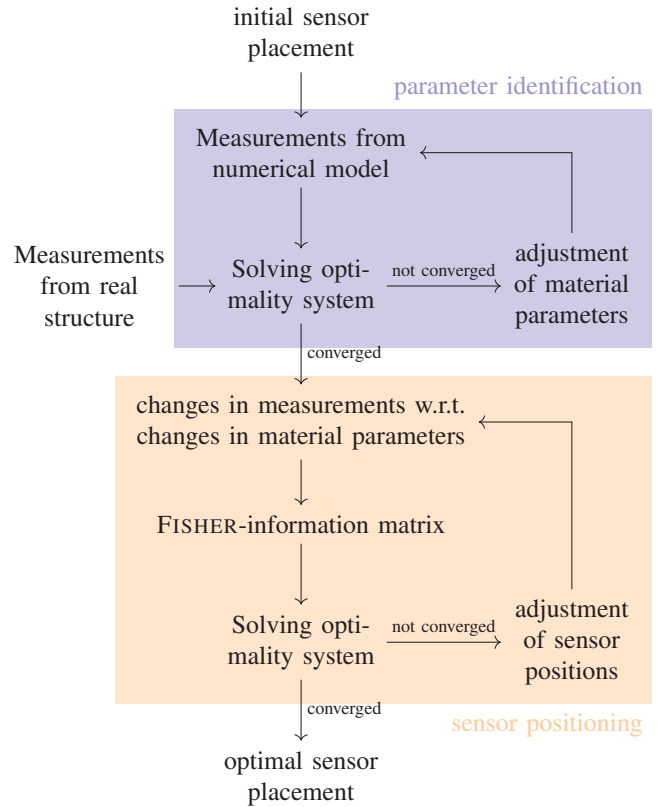 initial sensor
placement
parameter identification
Measurements from
numerical model
Measurements
from real
structure
Solving opti-
mality system
not converged
adjustment
of material
parameters
converged
changes in measurements w.r.t.
changes in material parameters
FISHER-information matrix
Solving opti-
mality system
not converged
adjustment
of sensor
positions
converged
sensor positioning
optimal sensor
placement